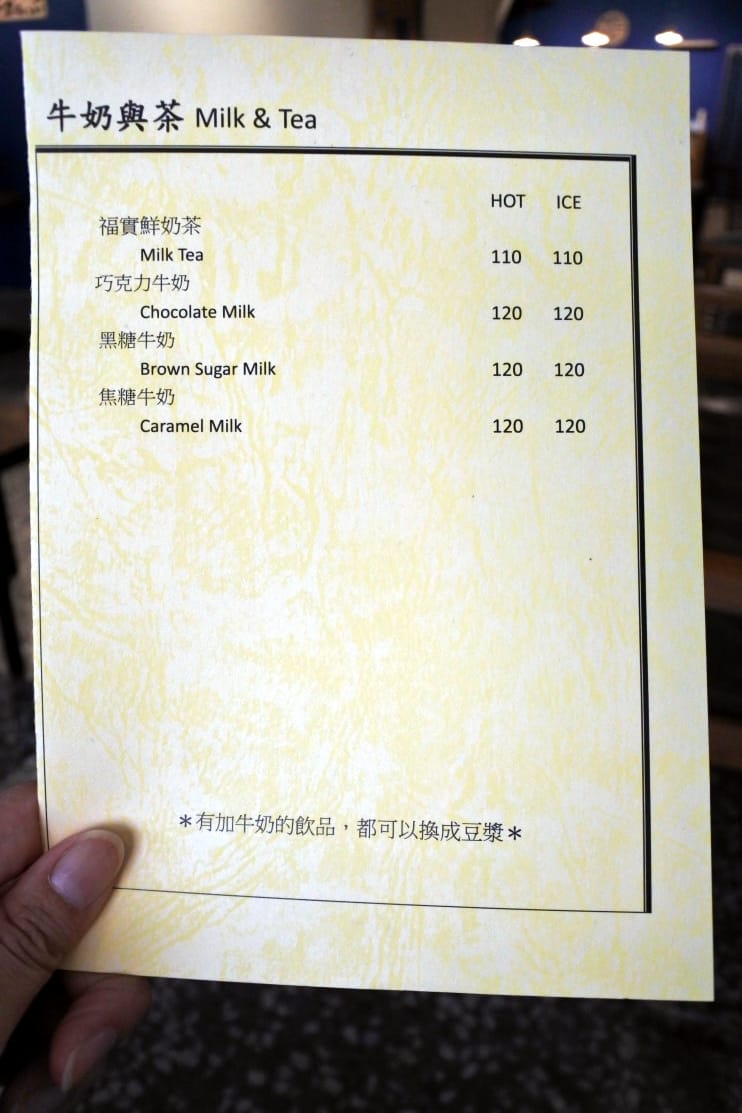 牛奶與茶 Milk & Tea
HOT ICE
福實鮮奶茶
Milk Tea 110 110
巧克力牛奶
Chocolate Milk 120 120
黑糖牛奶
Brown Sugar Milk 120 120
焦糖牛奶
Caramel Milk 120 120
＊有加牛奶的飲品，都可以換成豆漿＊